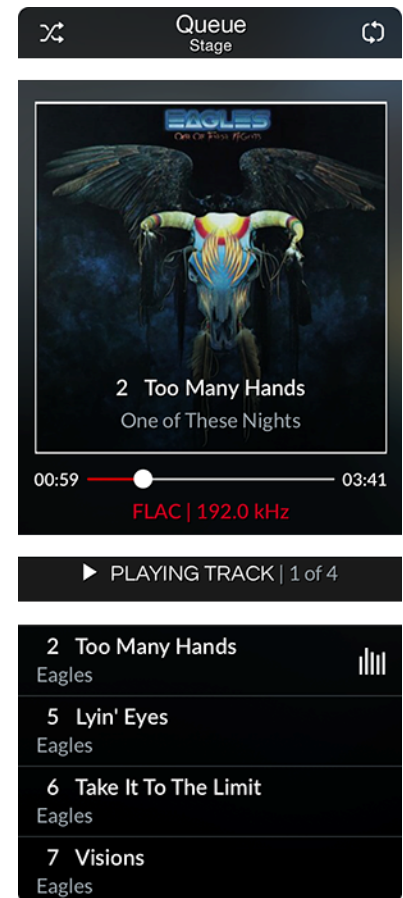 Queue
Stage
EAGLES
ONE OF THESE NIGHTS
2 Too Many Hands
One of These Nights
00:59 03:41
FLAC | 192.0 kHz
PLAYING TRACK | 1 of 4
2 Too Many Hands
Eagles
5 Lyin' Eyes
Eagles
6 Take It To The Limit
Eagles
7 Visions
Eagles